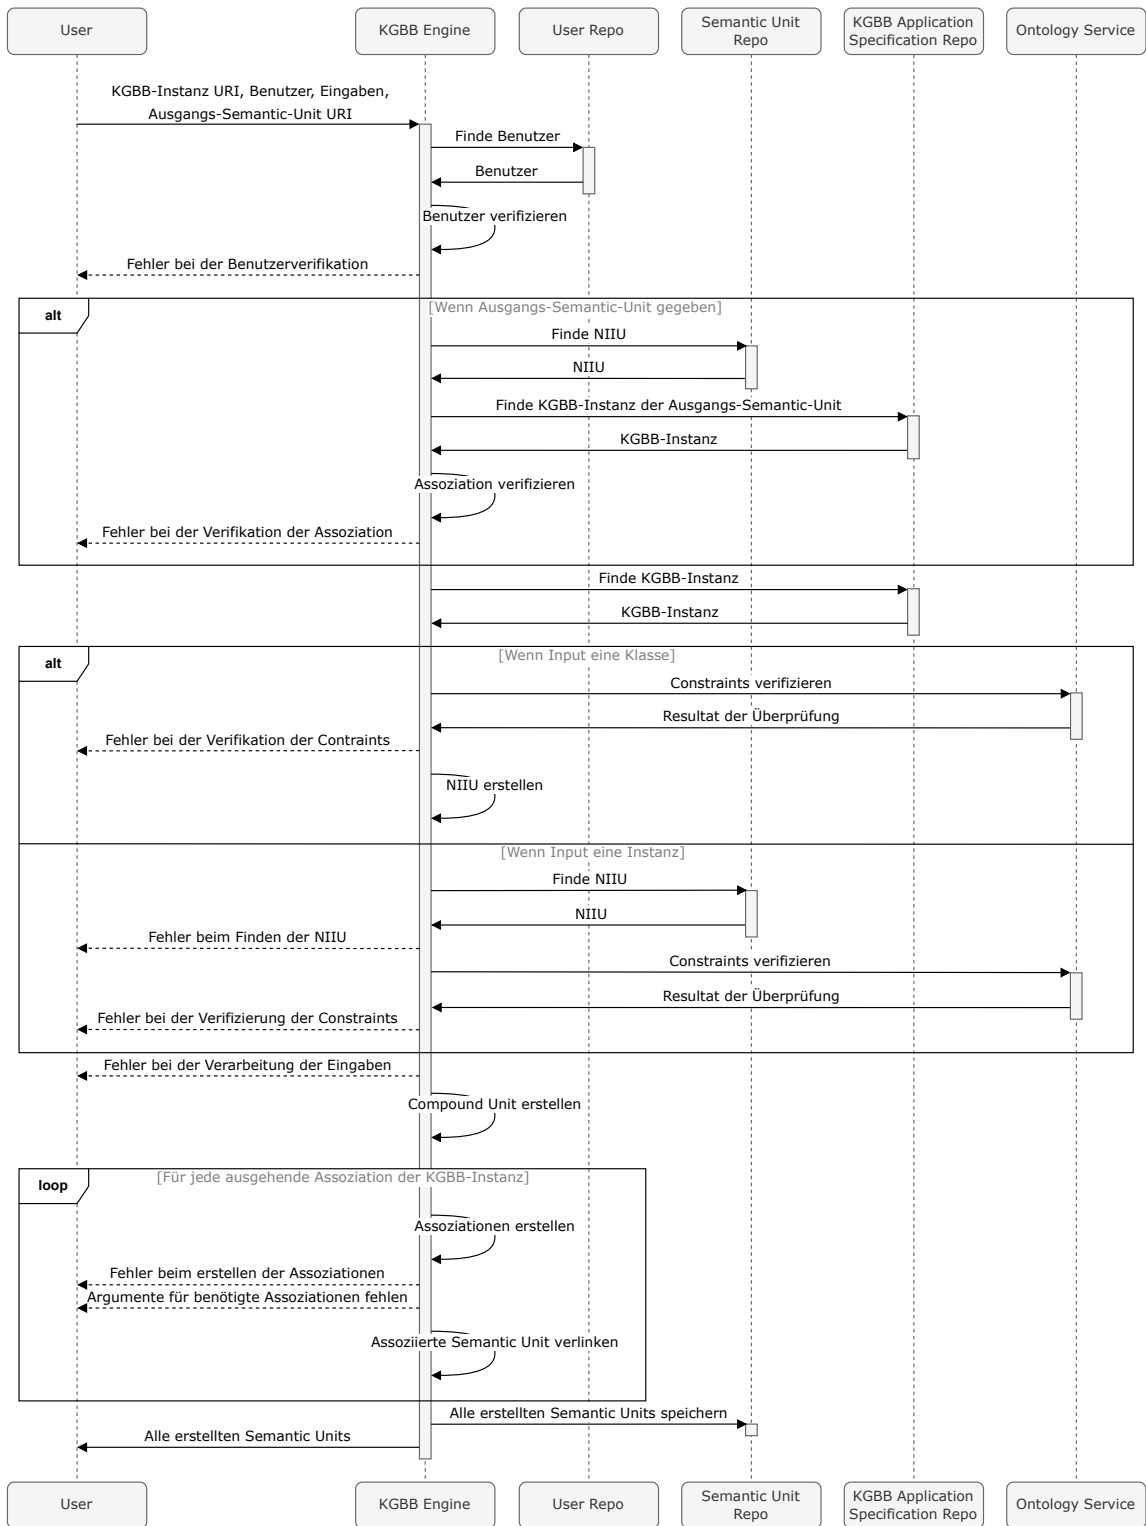 User
KGBB Engine
User Repo
Semantic Unit
Repo
KGBB Application
Specification Repo
Ontology Service
KGBB-Instanz URI, Benutzer, Eingaben,
Ausgangs-Semantic-Unit URI
Finde Benutzer
Benutzer
Benutzer verifizieren
Fehler bei der Benutzerverifikation
alt
[Wenn Ausgangs-Semantic-Unit gegeben]
Finde NIIU
NIIU
Finde KGBB-Instanz der Ausgangs-Semantic-Unit
KGBB-Instanz
Assoziation verifizieren
Fehler bei der Verifikation der Assoziation
Finde KGBB-Instanz
KGBB-Instanz
alt
[Wenn Input eine Klasse]
Constraints verifizieren
Resultat der Überprüfung
Fehler bei der Verifikation der Contraints
NIIU erstellen
[Wenn Input eine Instanz]
Finde NIIU
NIIU
Fehler beim Finden der NIIU
Constraints verifizieren
Resultat der Überprüfung
Fehler bei der Verifizierung der Constraints
Fehler bei der Verarbeitung der Eingaben
Compound Unit erstellen
loop
[Für jede ausgehende Assoziation der KGBB-Instanz]
Assoziationen erstellen
Fehler beim erstellen der Assoziationen
Argumente für benötigte Assoziationen fehlen
Assoziierte Semantic Unit verlinken
Alle erstellten Semantic Units speichern
Alle erstellten Semantic Units
User
KGBB Engine
User Repo
Semantic Unit
Repo
KGBB Application
Specification Repo
Ontology Service